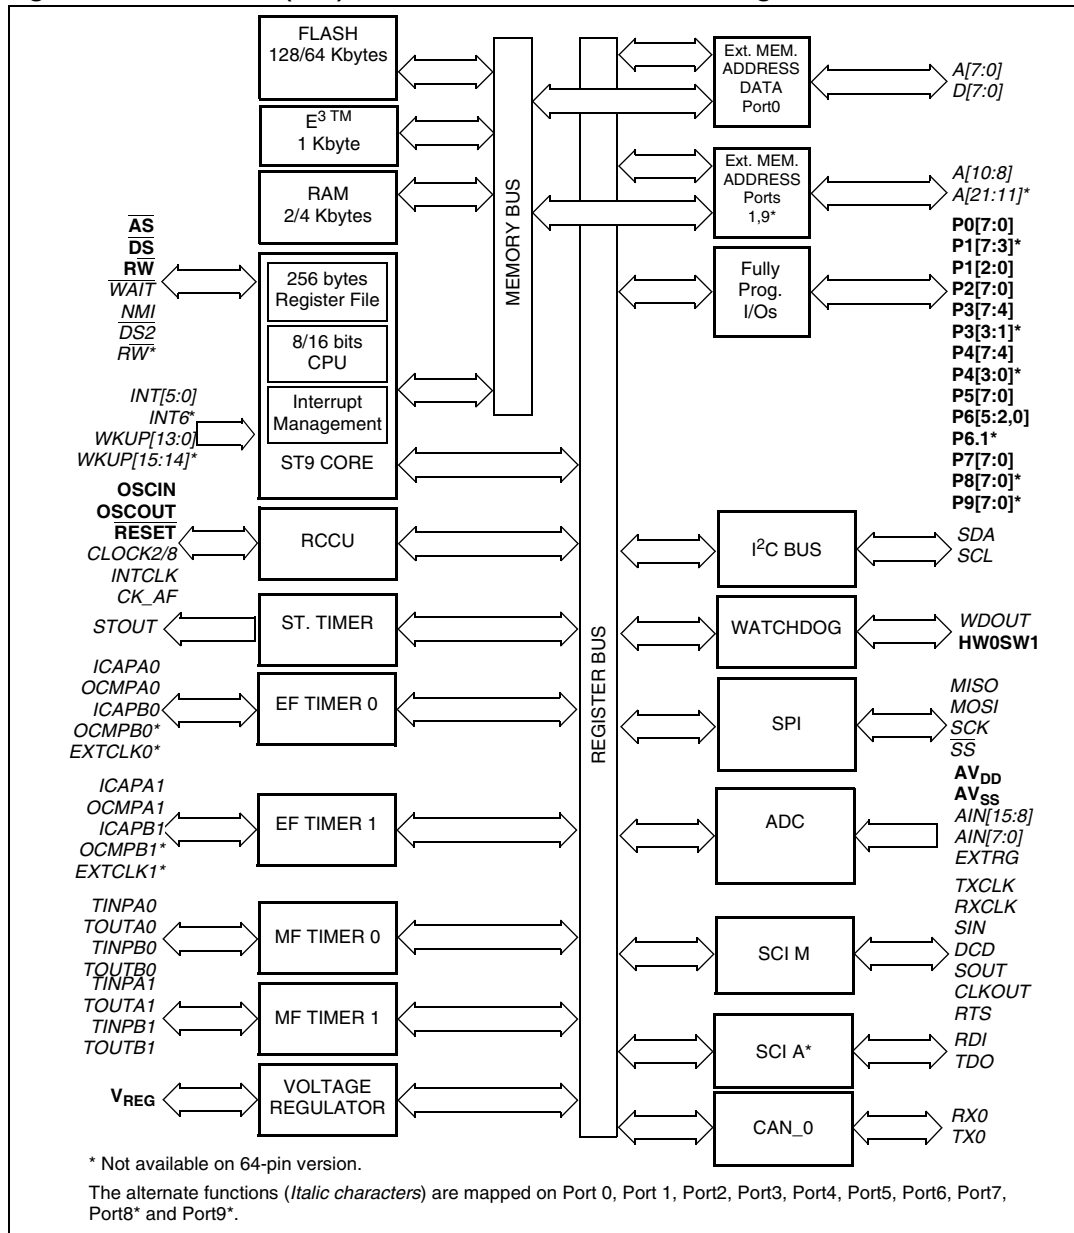 FLASH
128/64 Kbytes
E3 TM
1 Kbyte
RAM
2/4 Kbytes
AS
DS
RW
WAIT
NMI
DS2
RW*
256 bytes
Register File
8/16 bits
CPU
Interrupt
Management
ST9 CORE
INT[5:0]
INT6*
WKUP[13:0]
WKUP[15:14]*
OSCIN
OSCOUT
RESET
CLOCK2/8
INTCLK
CK_AF
RCCU
STOUT
ST. TIMER
ICAPA0
OCMPA0
ICAPB0
OCMPB0*
EXTCLK0*
EF TIMER 0
ICAPA1
OCMPA1
ICAPB1
OCMPB1*
EXTCLK1*
EF TIMER 1
TINPA0
TOUTA0
TINPB0
TOUTB0
MF TIMER 0
TINPA1
TOUTA1
TINPB1
TOUTB1
MF TIMER 1
VREG
VOLTAGE
REGULATOR
MEMORY BUS
REGISTER BUS
Ext. MEM.
ADDRESS
DATA
Port0
A[7:0]
D[7:0]
Ext. MEM.
ADDRESS
Ports
1,9*
A[10:8]
A[21:11]*
Fully
Prog.
I/Os
P0[7:0]
P1[7:3]*
P1[2:0]
P2[7:0]
P3[7:4]
P3[3:1]*
P4[7:4]
P4[3:0]*
P5[7:0]
P6[5:2,0]
P6.1*
P7[7:0]
P8[7:0]*
P9[7:0]*
I2C BUS
SDA
SCL
WATCHDOG
WDOUT
HW0SW1
SPI
MISO
MOSI
SCK
SS
ADC
AVDD
AVSS
AIN[15:8]
AIN[7:0]
EXTRG
SCI M
TXCLK
RXCLK
SIN
DCD
SOUT
CLKOUT
RTS
SCI A*
RDI
TDO
CAN_0
RX0
TX0
* Not available on 64-pin version.
The alternate functions (Italic characters) are mapped on Port 0, Port 1, Port2, Port3, Port4, Port5, Port6, Port7,
Port8* and Port9*.